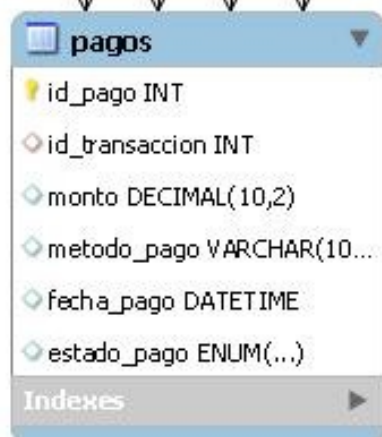 pagos
id_pago INT
id_transaccion INT
monto DECIMAL(10,2)
metodo_pago VARCHAR(10...
fecha_pago DATETIME
estado_pago ENUM(...)
Indexes